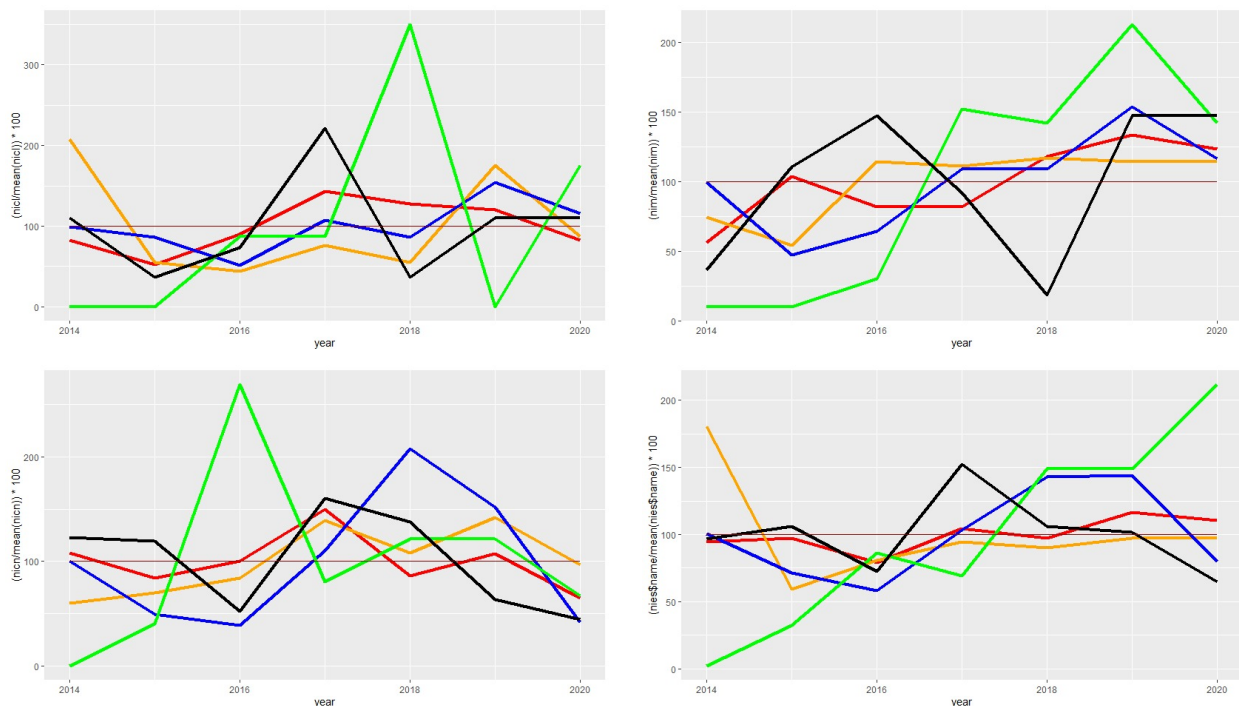 (nicl/mean(nicl)) * 100
300
200
100
0
2014 2016 2018 2020
year
(nim/mean(nim)) * 100
200
150
100
50
0
2014 2016 2018 2020
year
(nicn/mean(nicn)) * 100
200
100
0
2014 2016 2018 2020
year
(nies$name/mean(nies$name)) * 100
200
150
100
50
0
2014 2016 2018 2020
year